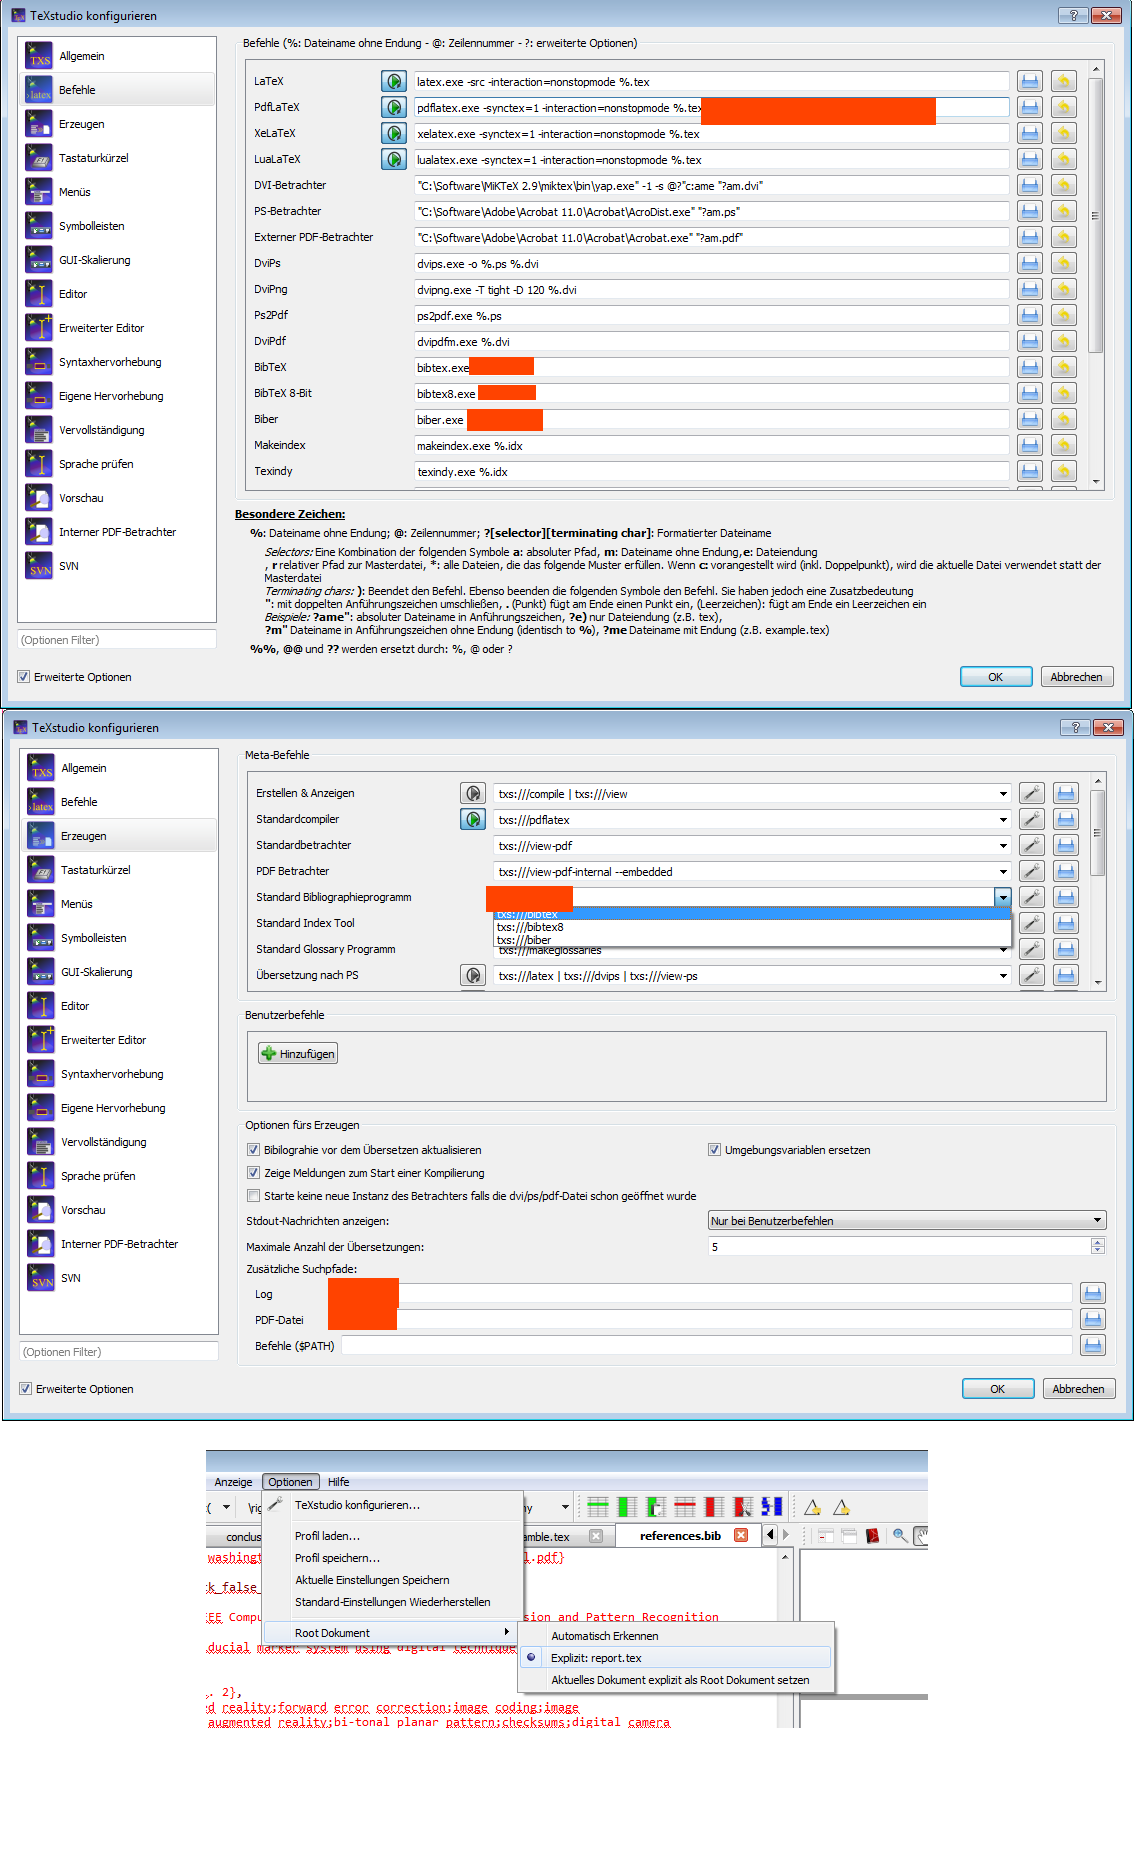 TeXstudio konfigurieren
Allgemein
Befehle
Erzeugen
Tastaturkürzel
Menüs
Symbolleisten
GUI-Skalierung
Editor
Erweiterter Editor
Syntaxhervorhebung
Eigene Hervorhebung
Vervollständigung
Sprache prüfen
Vorschau
Interner PDF-Betrachter
SVN
(Optionen Filter)
Erweiterte Optionen
Befehle (%: Dateiname ohne Endung - @: Zeilennummer - ?: erweiterte Optionen)
LaTeX latex.exe -src -interaction=nonstopmode %.tex
PdfLaTeX pdflatex.exe -synctex=1 -interaction=nonstopmode %.tex
XeLaTeX xelatex.exe -synctex=1 -interaction=nonstopmode %.tex
LuaLaTeX lualatex.exe -synctex=1 -interaction=nonstopmode %.tex
DVI-Betrachter "C:\Software\MiKTeX 2.9\miktex\bin\yap.exe" -1 -s @?"c:ame "?am.dvi"
PS-Betrachter "C:\Software\Adobe\Acrobat 11.0\Acrobat\AcroDist.exe" "?am.ps"
Externer PDF-Betrachter "C:\Software\Adobe\Acrobat 11.0\Acrobat\Acrobat.exe" "?am.pdf"
DviPs dvips.exe -o %.ps %.dvi
DviPng dvipng.exe -T tight -D 120 %.dvi
Ps2Pdf ps2pdf.exe %.ps
DviPdf dvipdfm.exe %.dvi
BibTeX bibtex.exe
BibTeX 8-Bit bibtex8.exe
Biber biber.exe
Makeindex makeindex.exe %.idx
Texindy texindy.exe %.idx
Besondere Zeichen:
%: Dateiname ohne Endung; @: Zeilennummer; ?[selector][terminating char]: Formatierter Dateiname
Selectors: Eine Kombination der folgenden Symbole a: absoluter Pfad, m: Dateiname ohne Endung, e: Dateiendung
, r relativer Pfad zur Masterdatei, *: alle Dateien, die das folgende Muster erfüllen. Wenn c: vorangestellt wird (inkl. Doppelpunkt), wird die aktuelle Datei verwendet statt der
Masterdatei
Terminating chars: ): Beendet den Befehl. Ebenso beenden die folgenden Symbole den Befehl. Sie haben jedoch eine Zusatzbedeutung
": mit doppelten Anführungszeichen umschließen, . (Punkt) fügt am Ende einen Punkt ein, (Leerzeichen): fügt am Ende ein Leerzeichen ein
Beispiele: ?ame": absoluter Dateiname in Anführungszeichen, ?e) nur Dateiendung (z.B. tex),
?m" Dateiname in Anführungszeichen ohne Endung (identisch to %), ?me Dateiname mit Endung (z.B. example.tex)
%%, @@ und ?? werden ersetzt durch: %, @ oder ?
OK Abbrechen
TeXstudio konfigurieren
Allgemein
Befehle
Erzeugen
Tastaturkürzel
Menüs
Symbolleisten
GUI-Skalierung
Editor
Erweiterter Editor
Syntaxhervorhebung
Eigene Hervorhebung
Vervollständigung
Sprache prüfen
Vorschau
Interner PDF-Betrachter
SVN
(Optionen Filter)
Erweiterte Optionen
Meta-Befehle
Erstellen & Anzeigen txs:///compile | txs:///view
Standardcompiler txs:///pdflatex
Standardbetrachter txs:///view-pdf
PDF Betrachter txs:///view-pdf-internal --embedded
Standard Bibliographieprogramm
txs:///bibtex
Standard Index Tool txs:///bibtex8
txs:///biber
Standard Glossary Programm txs:///makeglossaries
Übersetzung nach PS txs:///latex | txs:///dvips | txs:///view-ps
Benutzerbefehle
Hinzufügen
Optionen fürs Erzeugen
Bibilograhie vor dem Übersetzen aktualisieren Umgebungsvariablen ersetzen
Zeige Meldungen zum Start einer Kompilierung
Starte keine neue Instanz des Betrachters falls die dvi/ps/pdf-Datei schon geöffnet wurde
Stdout-Nachrichten anzeigen: Nur bei Benutzerbefehlen
Maximale Anzahl der Übersetzungen: 5
Zusätzliche Suchpfade:
Log
PDF-Datei
Befehle ($PATH)
OK Abbrechen
Anzeige Optionen Hilfe
TeXstudio konfigurieren...
Profil laden...
Profil speichern...
Aktuelle Einstellungen Speichern
Standard-Einstellungen Wiederherstellen
Root Dokument
Automatisch Erkennen
Explizit: report.tex
Aktuelles Dokument explizit als Root Dokument setzen
conclus amble.tex references.bib
washingt l.pdf}
ck_false_
EEE Compu sion and Pattern Recognition
ducial marker system using digital technique
. 2},
ed reality;forward error correction;image coding;image
augmented reality;bi-tonal planar pattern;checksums;digital camera